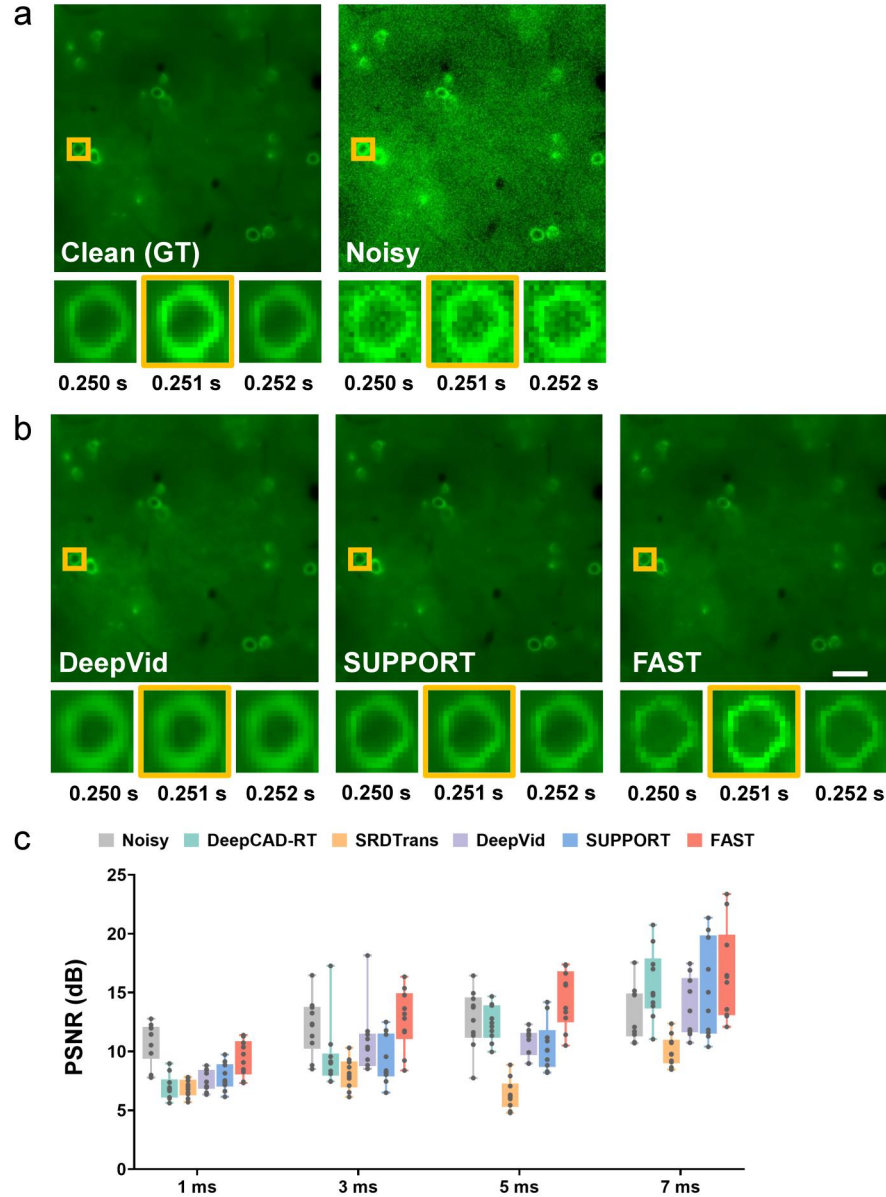 a
Clean (GT)
Noisy
0.250 s
0.251 s
0.252 s
0.250 s
0.251 s
0.252 s
b
DeepVid
SUPPORT
FAST
0.250 s
0.251 s
0.252 s
0.250 s
0.251 s
0.252 s
0.250 s
0.251 s
0.252 s
c
Noisy
DeepCAD-RT
SRDTrans
DeepVid
SUPPORT
FAST
PSNR (dB)
25
20
15
10
5
0
1 ms
3 ms
5 ms
7 ms